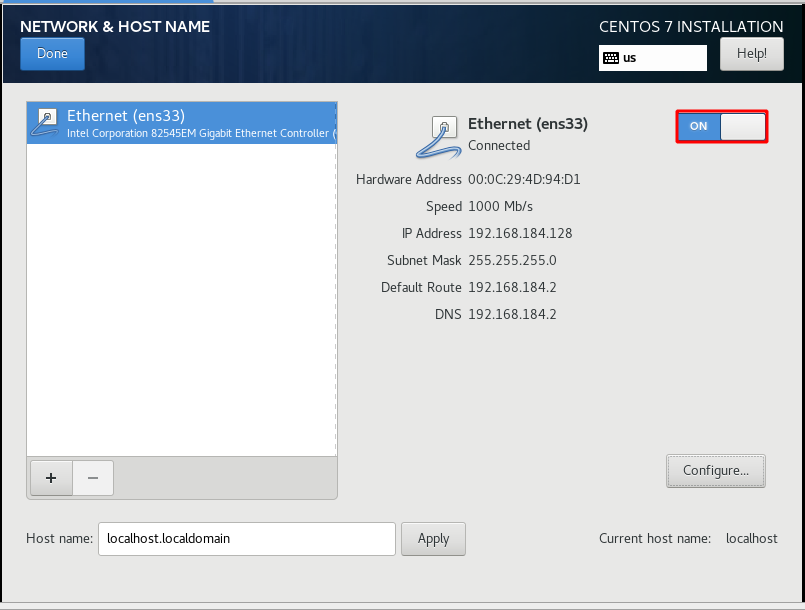 NETWORK & HOST NAME
CENTOS 7 INSTALLATION
Done
us
Help!
Ethernet (ens33)
Intel Corporation 82545EM Gigabit Ethernet Controller (
Ethernet (ens33)
Connected
ON
Hardware Address 00:0C:29:4D:94:D1
Speed 1000 Mb/s
IP Address 192.168.184.128
Subnet Mask 255.255.255.0
Default Route 192.168.184.2
DNS 192.168.184.2
+ −
Configure...
Host name: localhost.localdomain Apply Current host name: localhost